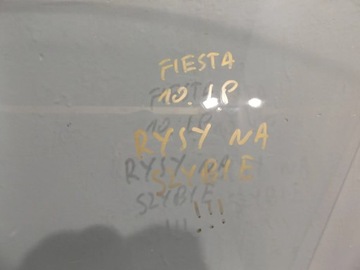 FIESTA
10. LP
RYSY NA
SZYBIE
!!!